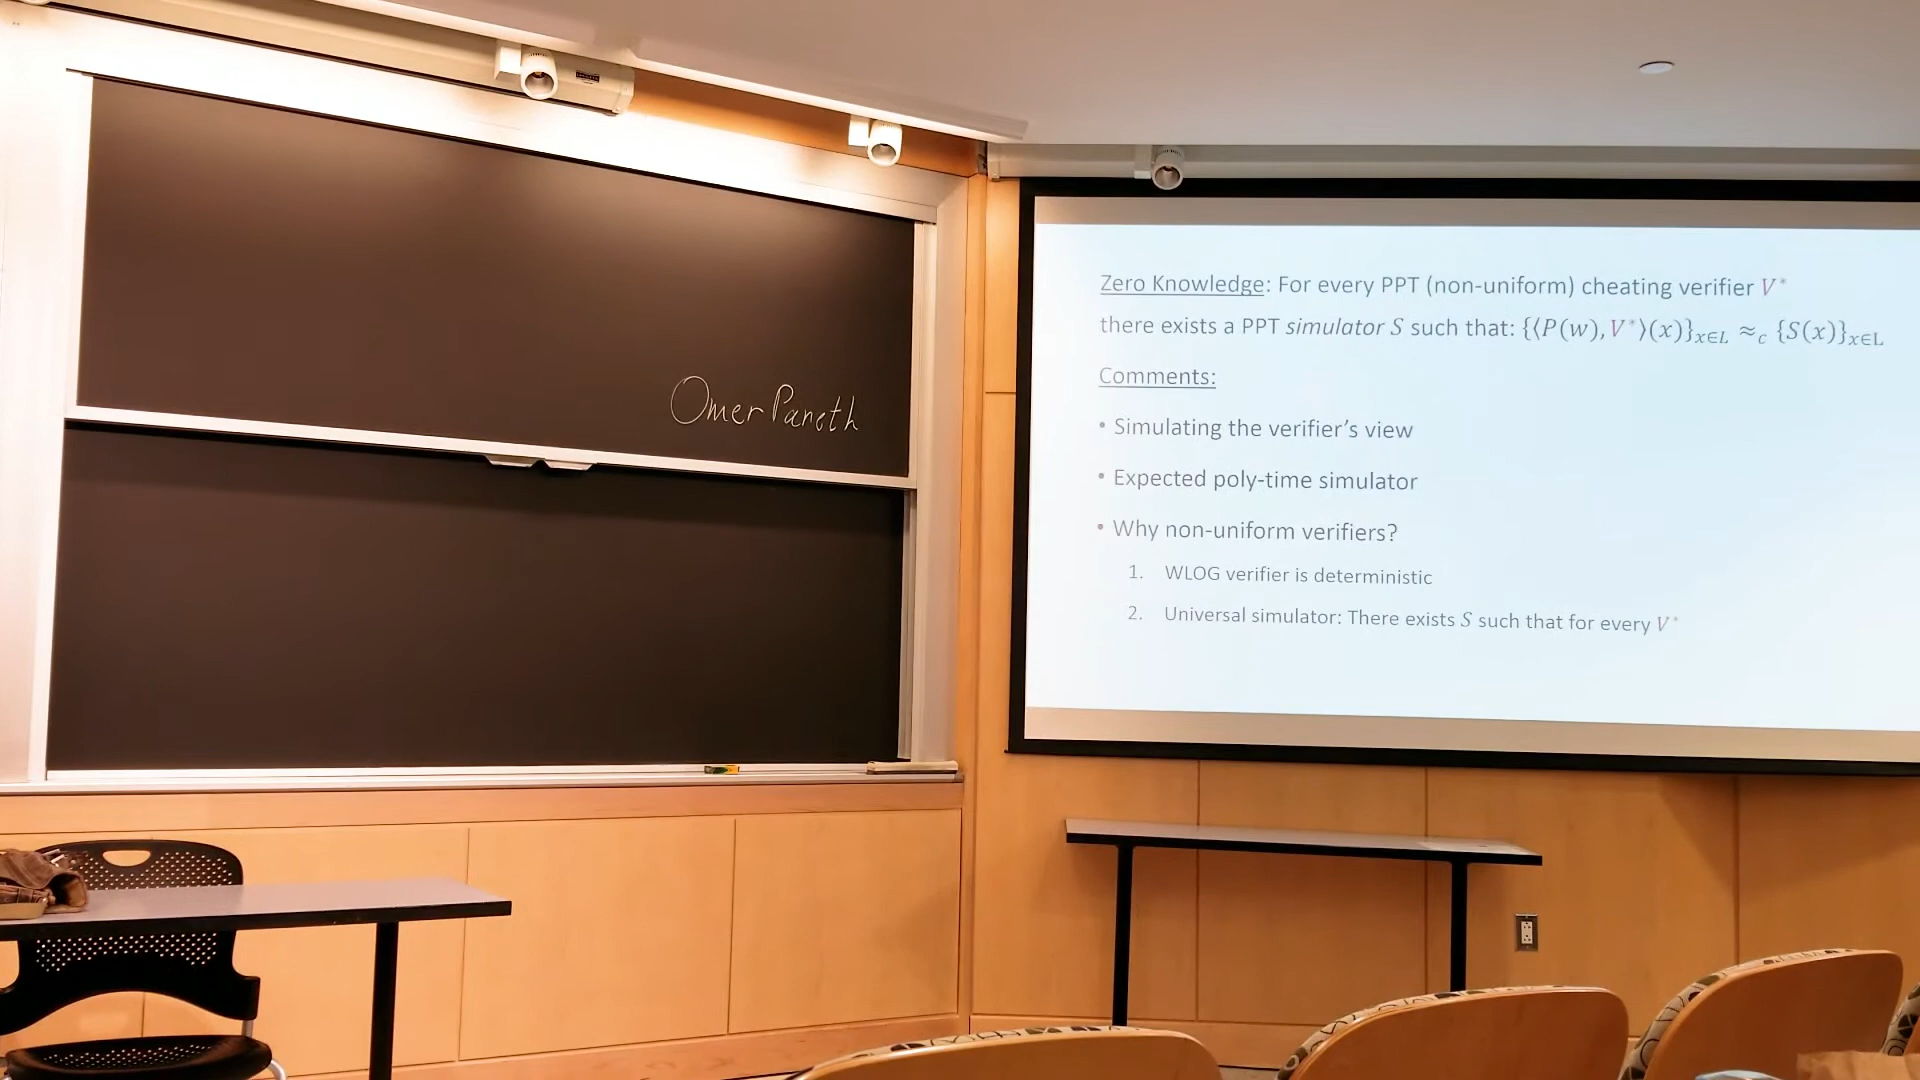 Omer Paneth
Zero Knowledge: For every PPT (non-uniform) cheating verifier V*
there exists a PPT simulator S such that: {⟨P(w), V*⟩(x)}ₓ∈L ≈c {S(x)}ₓ∈L
Comments:
• Simulating the verifier’s view
• Expected poly-time simulator
• Why non-uniform verifiers?
1. WLOG verifier is deterministic
2. Universal simulator: There exists S such that for every V*